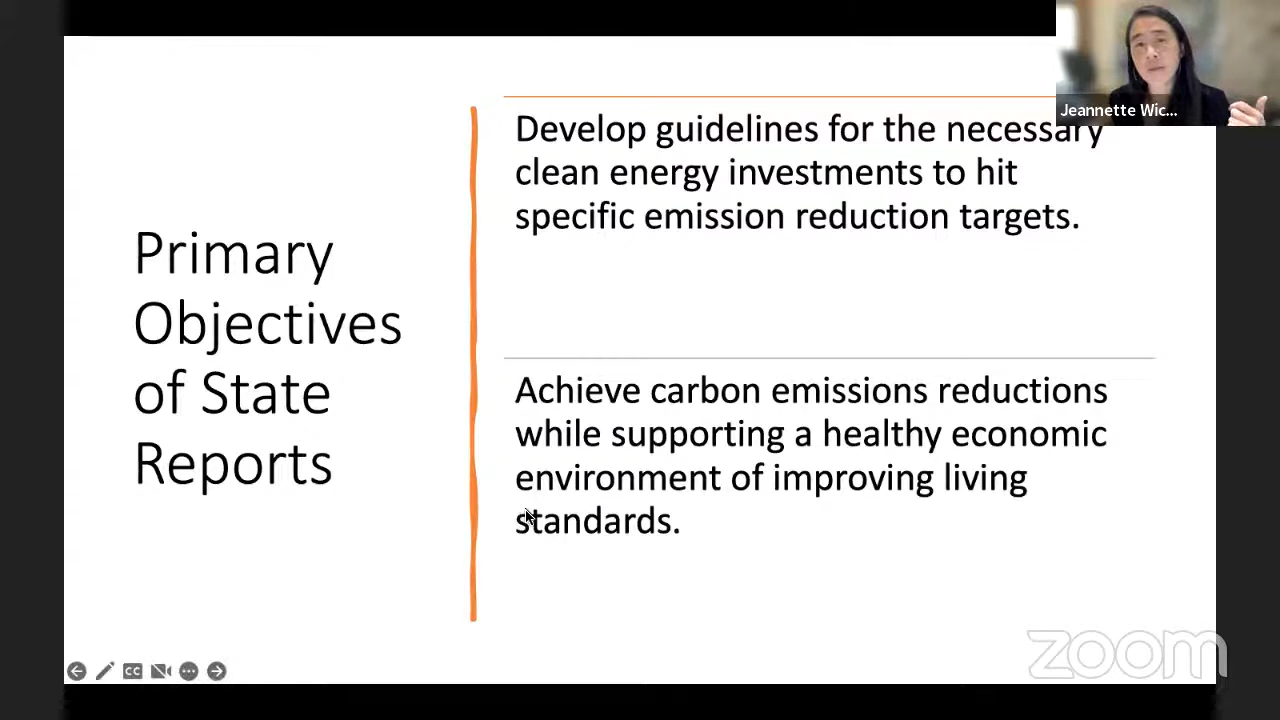 Primary
Objectives
of State
Reports
Develop guidelines for the necessary
clean energy investments to hit
specific emission reduction targets.
Achieve carbon emissions reductions
while supporting a healthy economic
environment of improving living
standards.
Jeannette Wic...
CC
zoom